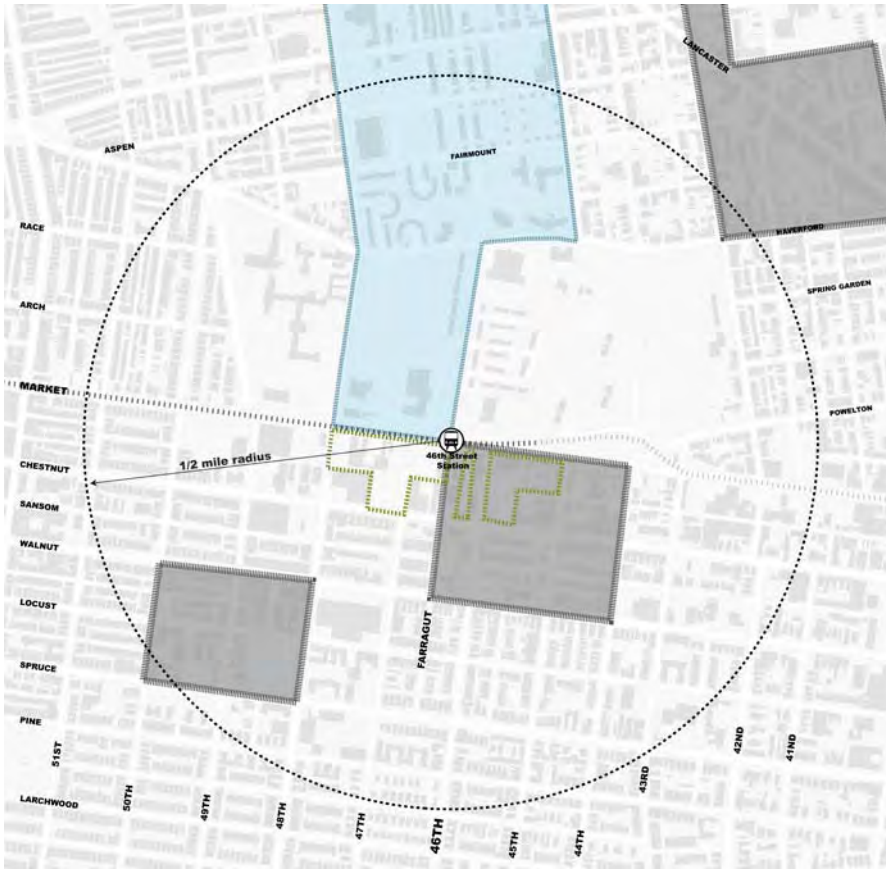 LANCASTER
ASPEN
FAIRMOUNT
RACE
HAVERFORD
SPRING GARDEN
ARCH
MARKET
POWELTON
46th Street
Station
1/2 mile radius
CHESTNUT
SANSOM
WALNUT
LOCUST
FARRAGUT
SPRUCE
PINE
51ST
50TH
49TH
48TH
47TH
46TH
45TH
44TH
43RD
42ND
41ND
LARCHWOOD